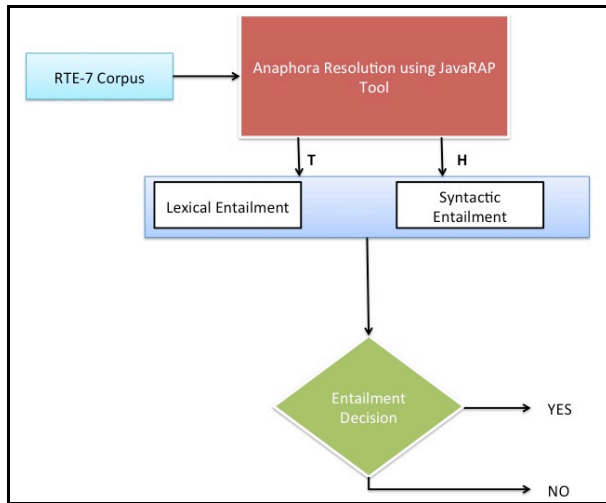 Anaphora Resolution using JavaRAP
Tool
RTE-7 Corpus
T
H
Lexical Entailment
Syntactic
Entailment
Entailment
Decision
YES
NO